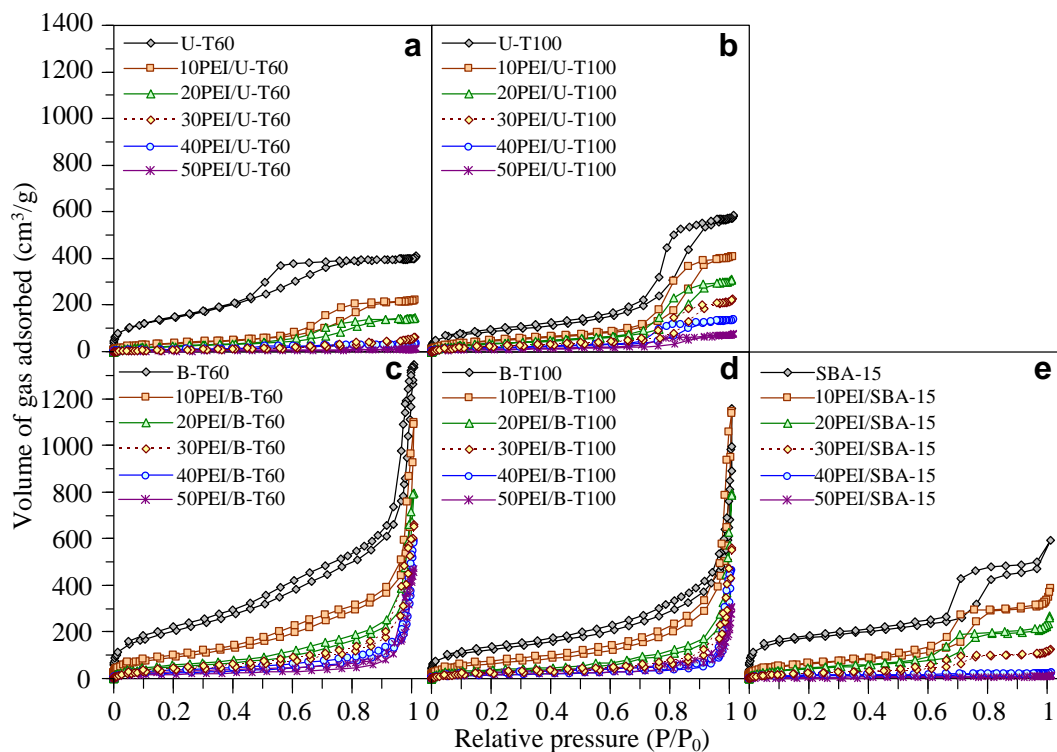 1400
1200
1000
800
600
400
200
0
Volume of gas adsorbed (cm³/g)
a
U-T60
10PEI/U-T60
20PEI/U-T60
30PEI/U-T60
40PEI/U-T60
50PEI/U-T60
b
U-T100
10PEI/U-T100
20PEI/U-T100
30PEI/U-T100
40PEI/U-T100
50PEI/U-T100
1200
1000
800
600
400
200
0
c
B-T60
10PEI/B-T60
20PEI/B-T60
30PEI/B-T60
40PEI/B-T60
50PEI/B-T60
d
B-T100
10PEI/B-T100
20PEI/B-T100
30PEI/B-T100
40PEI/B-T100
50PEI/B-T100
e
SBA-15
10PEI/SBA-15
20PEI/SBA-15
30PEI/SBA-15
40PEI/SBA-15
50PEI/SBA-15
0 0.2 0.4 0.6 0.8 1 0 0.2 0.4 0.6 0.8 1 0 0.2 0.4 0.6 0.8 1
Relative pressure (P/P₀)